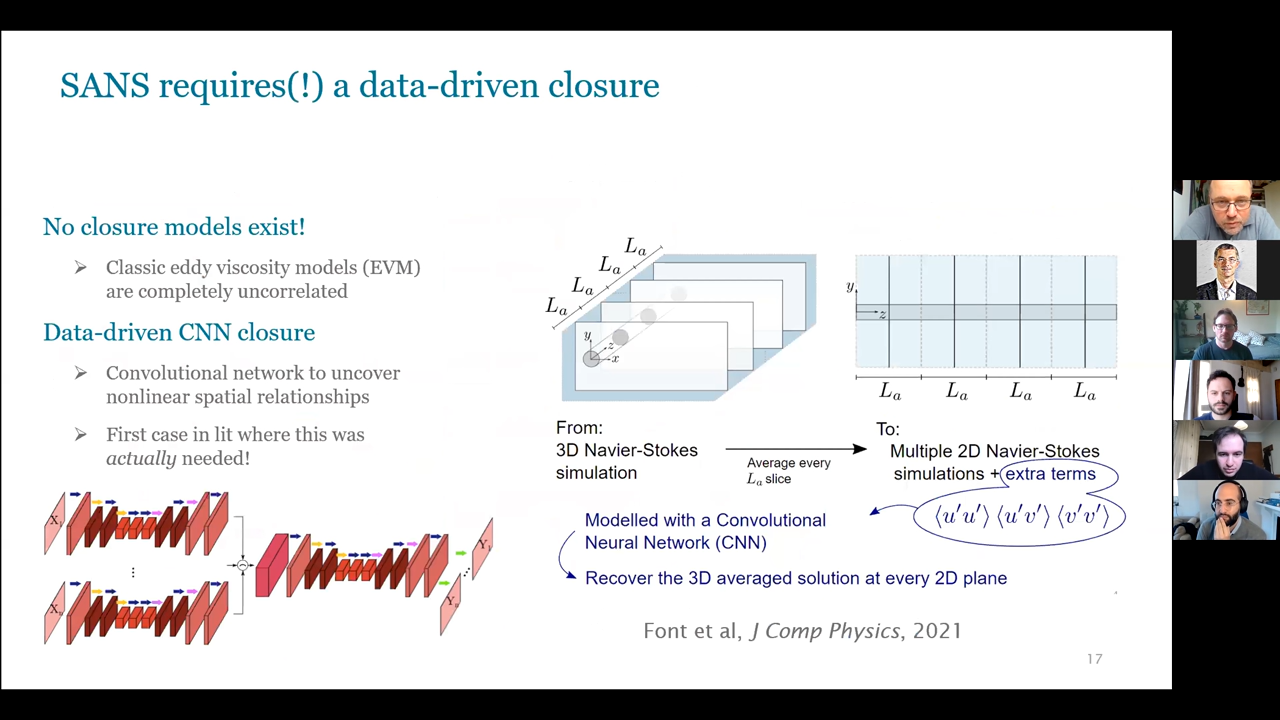 SANS requires(!) a data-driven closure
No closure models exist!
➢ Classic eddy viscosity models (EVM)
are completely uncorrelated
Data-driven CNN closure
➢ Convolutional network to uncover
nonlinear spatial relationships
➢ First case in lit where this was
actually needed!
X₁
⋮
Y₁
⋯
L_a
L_a
L_a
L_a
y
z
x
y
z
L_a L_a L_a L_a
From:
3D Navier-Stokes
simulation
Average every
L_a slice
To:
Multiple 2D Navier-Stokes
simulations + extra terms
⟨u′u′⟩ ⟨u′v′⟩ ⟨v′v′⟩
Modelled with a Convolutional
Neural Network (CNN)
Recover the 3D averaged solution at every 2D plane
Font et al, J Comp Physics, 2021
17